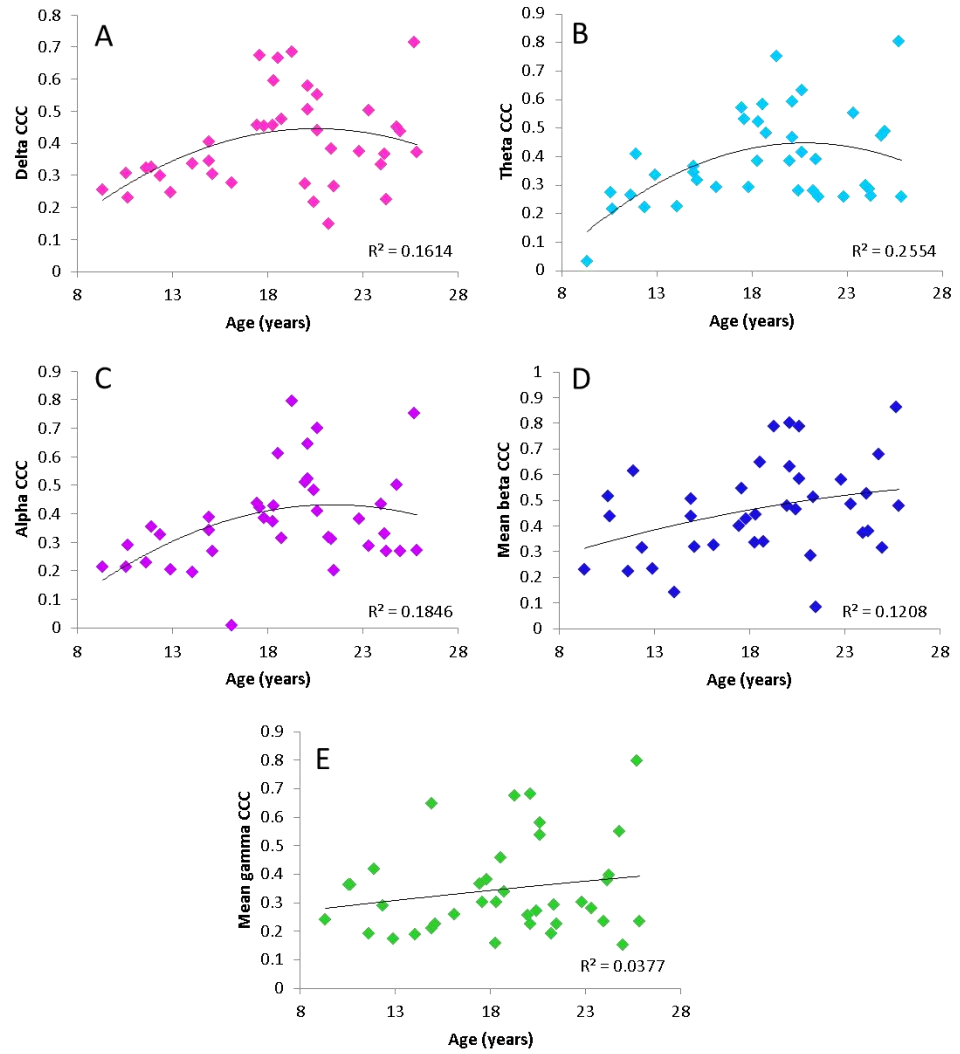 A
Delta CCC
0.8
0.7
0.6
0.5
0.4
0.3
0.2
0.1
0
R² = 0.1614
8 13 18 23 28
Age (years)
B
Theta CCC
0.9
0.8
0.7
0.6
0.5
0.4
0.3
0.2
0.1
0
R² = 0.2554
8 13 18 23 28
Age (years)
C
Alpha CCC
0.9
0.8
0.7
0.6
0.5
0.4
0.3
0.2
0.1
0
R² = 0.1846
8 13 18 23 28
Age (years)
D
Mean beta CCC
1
0.9
0.8
0.7
0.6
0.5
0.4
0.3
0.2
0.1
0
R² = 0.1208
8 13 18 23 28
Age (years)
E
Mean gamma CCC
0.9
0.8
0.7
0.6
0.5
0.4
0.3
0.2
0.1
0
R² = 0.0377
8 13 18 23 28
Age (years)